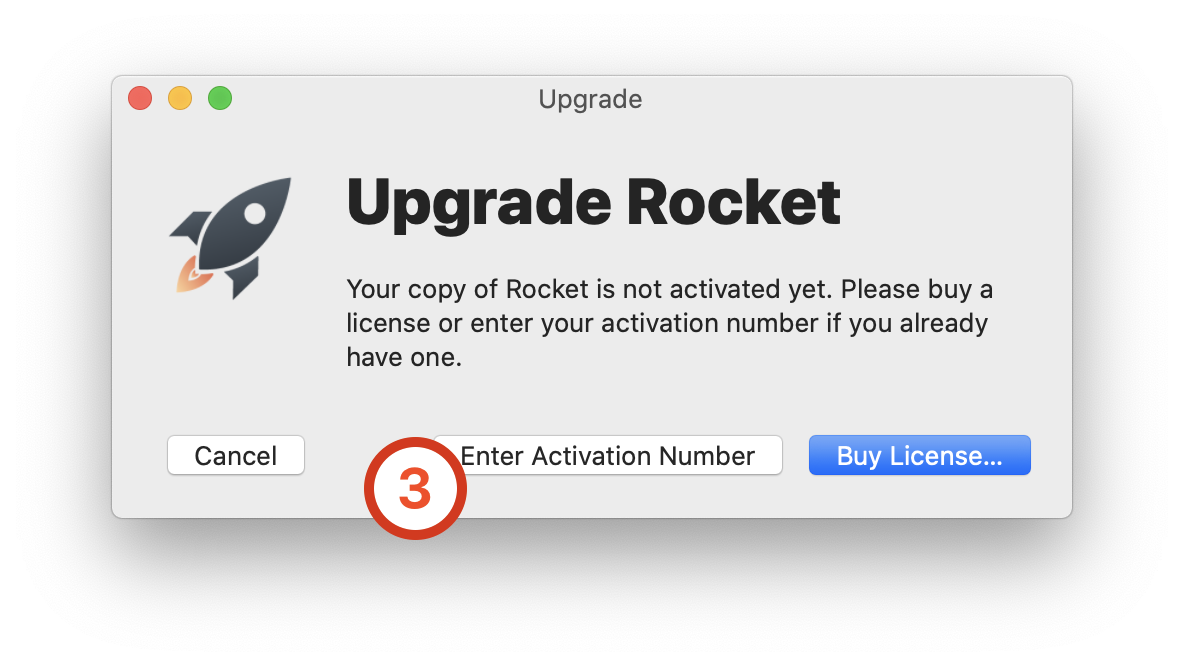 Upgrade
Upgrade Rocket
Your copy of Rocket is not activated yet. Please buy a
license or enter your activation number if you already
have one.
Cancel
3
Enter Activation Number
Buy License...